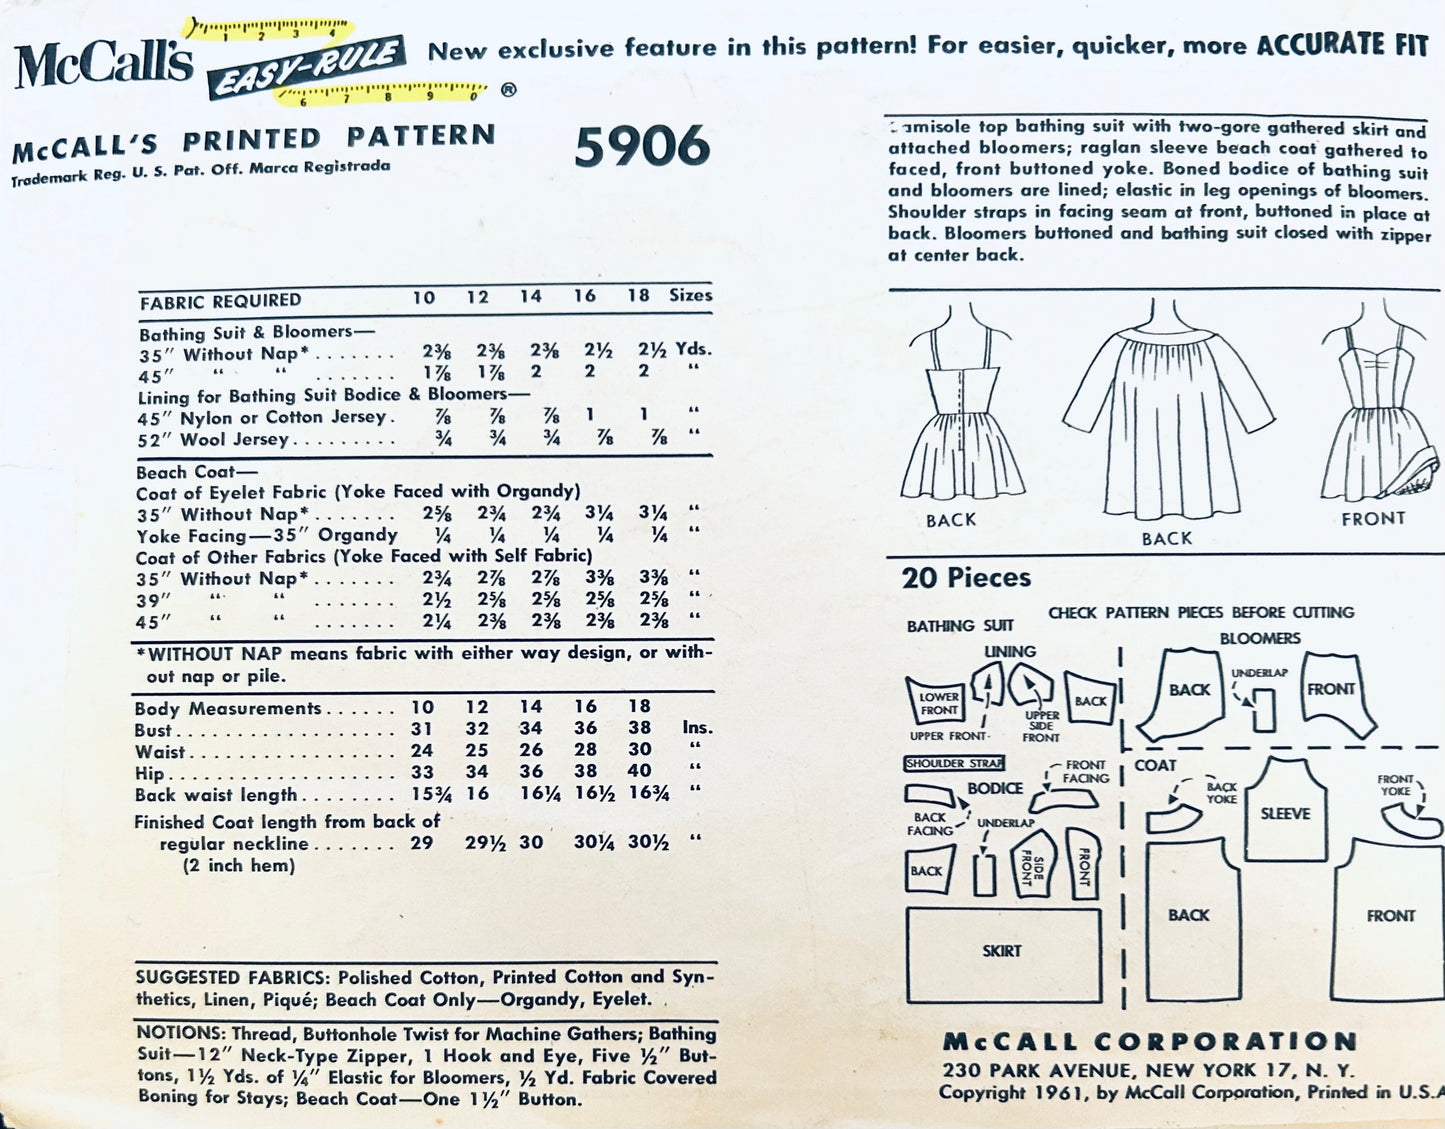 McCall's
1 2 3 4
EASY-RULE
6 7 8 9 0 ®
New exclusive feature in this pattern! For easier, quicker, more ACCURATE FIT
McCALL'S PRINTED PATTERN 5906
Trademark Reg. U. S. Pat. Off. Marca Registrada
FABRIC REQUIRED 10 12 14 16 18 Sizes
Bathing Suit & Bloomers—
35″ Without Nap* ....... 2⅜ 2⅜ 2⅜ 2½ 2½ Yds.
45″ “ “ ....... 1⅞ 1⅞ 2 2 2 “
Lining for Bathing Suit Bodice & Bloomers—
45″ Nylon or Cotton Jersey. ⅞ ⅞ ⅞ 1 1 “
52″ Wool Jersey......... ¾ ¾ ¾ ⅞ ⅞ “
Beach Coat—
Coat of Eyelet Fabric (Yoke Faced with Organdy)
35″ Without Nap* ....... 2⅝ 2¾ 2¾ 3¼ 3¼ “
Yoke Facing—35″ Organdy ¼ ¼ ¼ ¼ ¼ “
Coat of Other Fabrics (Yoke Faced with Self Fabric)
35″ Without Nap* ....... 2¾ 2⅞ 2⅞ 3⅜ 3⅜ “
39″ “ “ ....... 2½ 2⅝ 2⅝ 2⅝ 2⅝ “
45″ “ “ ....... 2¼ 2⅜ 2⅜ 2⅜ 2⅜ “
*WITHOUT NAP means fabric with either way design, or with-
out nap or pile.
Body Measurements...... 10 12 14 16 18
Bust................... 31 32 34 36 38 Ins.
Waist.................. 24 25 26 28 30 “
Hip.................... 33 34 36 38 40 “
Back waist length........ 15¾ 16 16¼ 16½ 16¾ “
Finished Coat length from back of
regular neckline....... 29 29½ 30 30¼ 30½ “
(2 inch hem)
SUGGESTED FABRICS: Polished Cotton, Printed Cotton and Syn-
thetics, Linen, Piqué; Beach Coat Only—Organdy, Eyelet.
NOTIONS: Thread, Buttonhole Twist for Machine Gathers; Bathing
Suit—12″ Neck-Type Zipper, 1 Hook and Eye, Five ½″ But-
tons, 1½ Yds. of ¼″ Elastic for Bloomers, ½ Yd. Fabric Covered
Boning for Stays; Beach Coat—One 1½″ Button.
amisole top bathing suit with two-gore gathered skirt and
attached bloomers; raglan sleeve beach coat gathered to
faced, front buttoned yoke. Boned bodice of bathing suit
and bloomers are lined; elastic in leg openings of bloomers.
Shoulder straps in facing seam at front, buttoned in place at
back. Bloomers buttoned and bathing suit closed with zipper
at center back.
BACK
BACK
FRONT
20 Pieces
CHECK PATTERN PIECES BEFORE CUTTING
BATHING SUIT
LINING
LOWER
FRONT
UPPER FRONT
UPPER
SIDE
FRONT
BACK
SHOULDER STRAP
BODICE
FRONT
FACING
BACK
FACING
UNDERLAP
BACK
SIDE
FRONT
FRONT
SKIRT
BLOOMERS
BACK
UNDERLAP
FRONT
COAT
BACK
YOKE
SLEEVE
FRONT
YOKE
BACK
FRONT
McCALL CORPORATION
230 PARK AVENUE, NEW YORK 17, N. Y.
Copyright 1961, by McCall Corporation, Printed in U.S.A